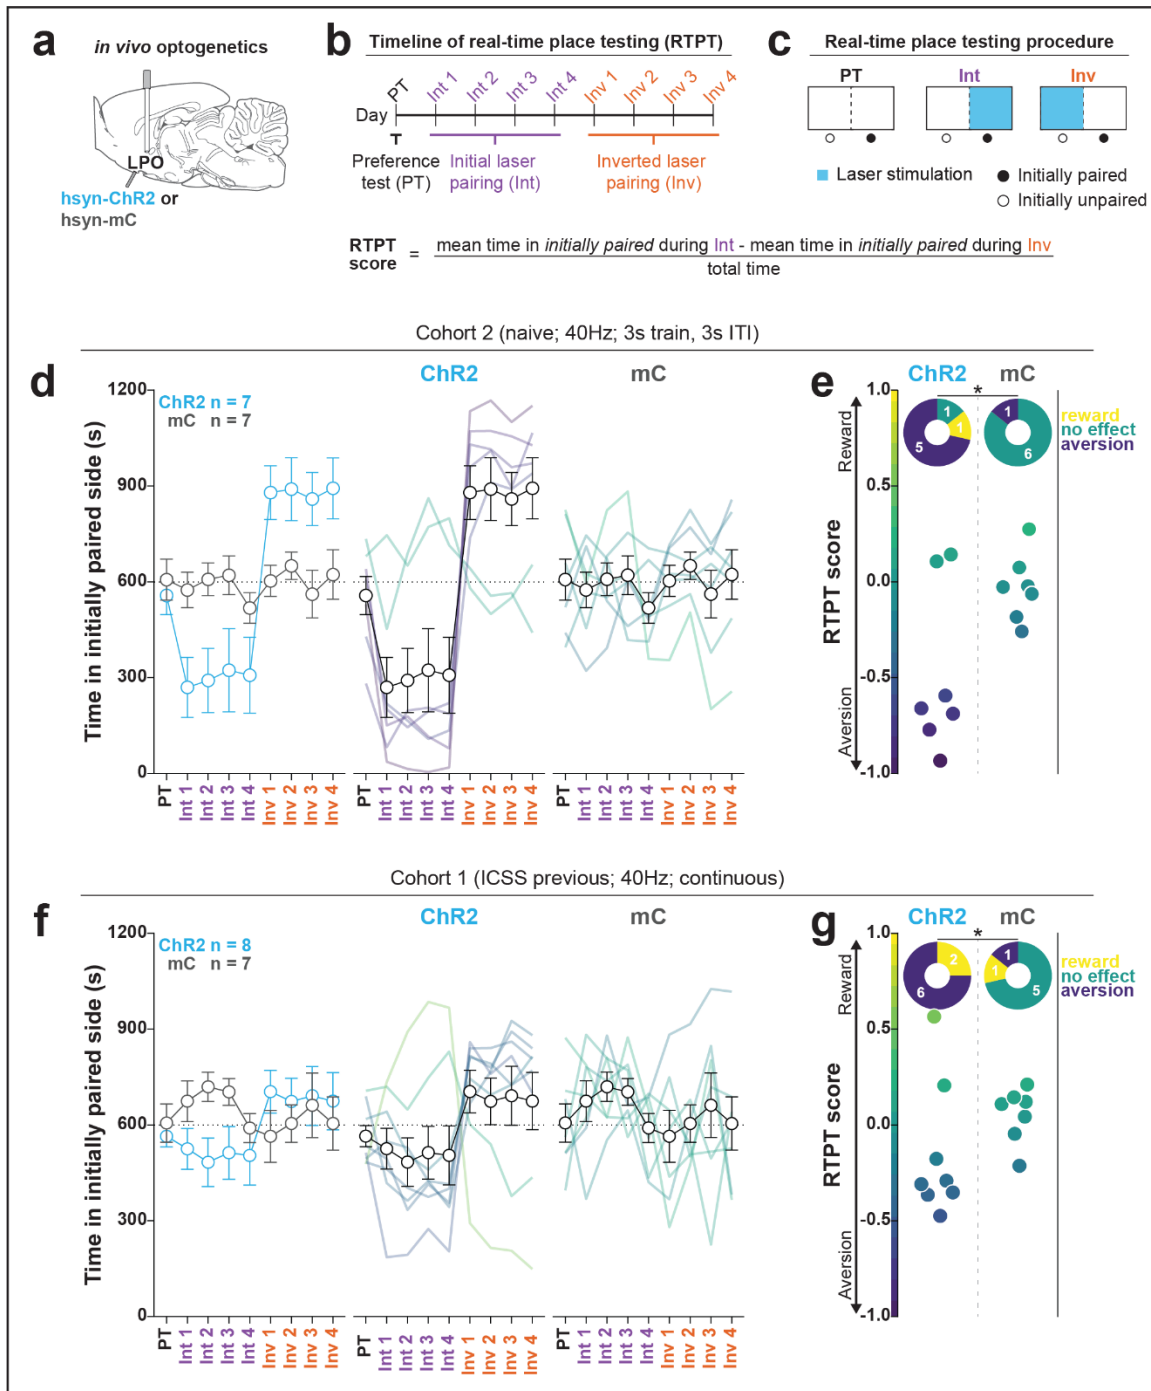 a
in vivo optogenetics
LPO
hsyn-ChR2 or
hsyn-mC
b
Timeline of real-time place testing (RTPT)
PT Int 1 Int 2 Int 3 Int 4 Inv 1 Inv 2 Inv 3 Inv 4
Day
Preference Initial laser Inverted laser
test (PT) pairing (Int) pairing (Inv)
c
Real-time place testing procedure
PT Int Inv
Laser stimulation
Initially paired
Initially unpaired
RTPT score = mean time in initially paired during Int - mean time in initially paired during Inv
total time
Cohort 2 (naive; 40Hz; 3s train, 3s ITI)
d
ChR2 mC
Time in initially paired side (s)
1200
900
600
300
0
ChR2 n = 7
mC n = 7
PT Int 1 Int 2 Int 3 Int 4 Inv 1 Inv 2 Inv 3 Inv 4
PT Int 1 Int 2 Int 3 Int 4 Inv 1 Inv 2 Inv 3 Inv 4
PT Int 1 Int 2 Int 3 Int 4 Inv 1 Inv 2 Inv 3 Inv 4
e
ChR2 mC
*
Reward
Aversion
RTPT score
1.0
0.5
0.0
-0.5
-1.0
1
1
5
1
6
reward
no effect
aversion
Cohort 1 (ICSS previous; 40Hz; continuous)
f
ChR2 mC
Time in initially paired side (s)
1200
900
600
300
0
ChR2 n = 8
mC n = 7
PT Int 1 Int 2 Int 3 Int 4 Inv 1 Inv 2 Inv 3 Inv 4
PT Int 1 Int 2 Int 3 Int 4 Inv 1 Inv 2 Inv 3 Inv 4
PT Int 1 Int 2 Int 3 Int 4 Inv 1 Inv 2 Inv 3 Inv 4
g
ChR2 mC
*
Reward
Aversion
RTPT score
1.0
0.5
0.0
-0.5
-1.0
2
6
1
1
5
reward
no effect
aversion